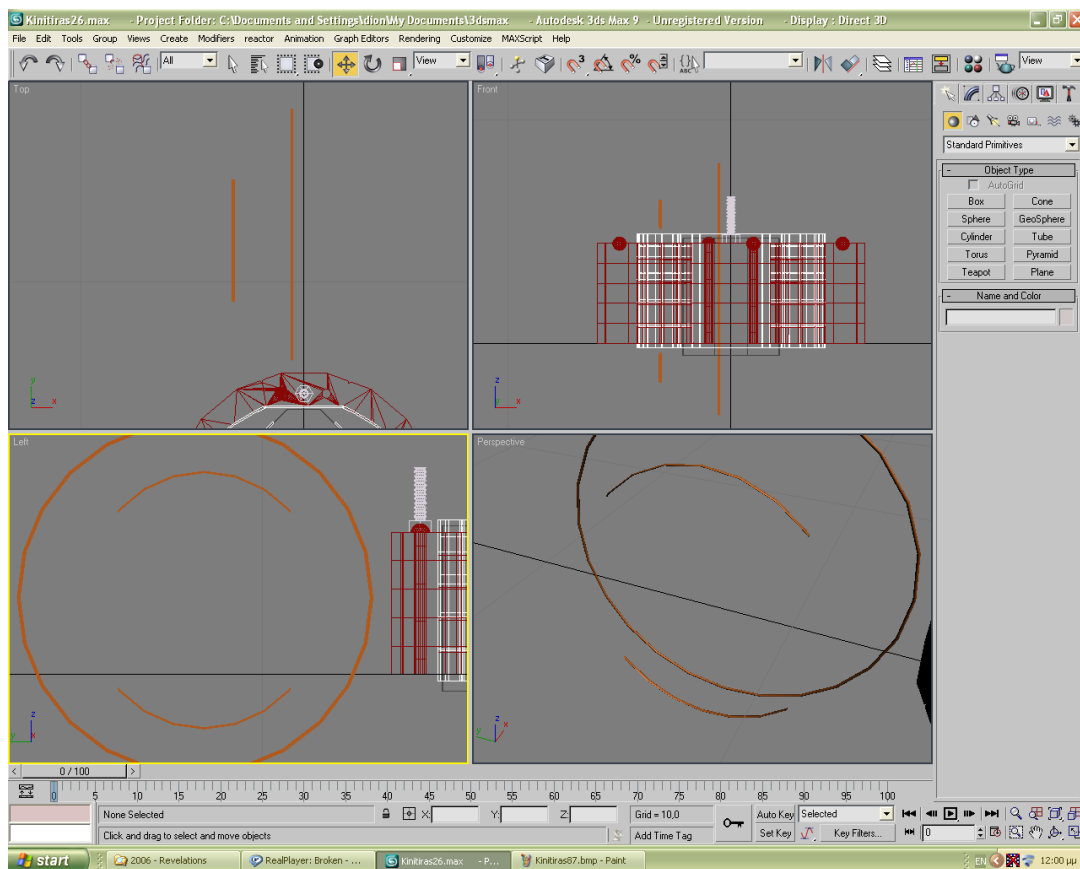 Kinitiras26.max - Project Folder: C:\Documents and Settings\dion\My Documents\3dsmax - Autodesk 3ds Max 9 - Unregistered Version - Display : Direct 3D
File Edit Tools Group Views Create Modifiers reactor Animation Graph Editors Rendering Customize MAXScript Help
All View 3 % ABC View
Top Front
Standard Primitives
- Object Type
AutoGrid
Box Cone
Sphere GeoSphere
Cylinder Tube
Torus Pyramid
Teapot Plane
- Name and Color
y z x z x
Left Perspective
z y x z x y
< 0 / 100 >
0 5 10 15 20 25 30 35 40 45 50 55 60 65 70 75 80 85 90 95 100
None Selected X: Y: Z: Grid = 10,0 Auto Key Selected
Click and drag to select and move objects Add Time Tag Set Key Key Filters... 0
start 2006 - Revelations RealPlayer: Broken - ... Kinitiras26.max - P... Kinitiras87.bmp - Paint EN 12:00 μμ